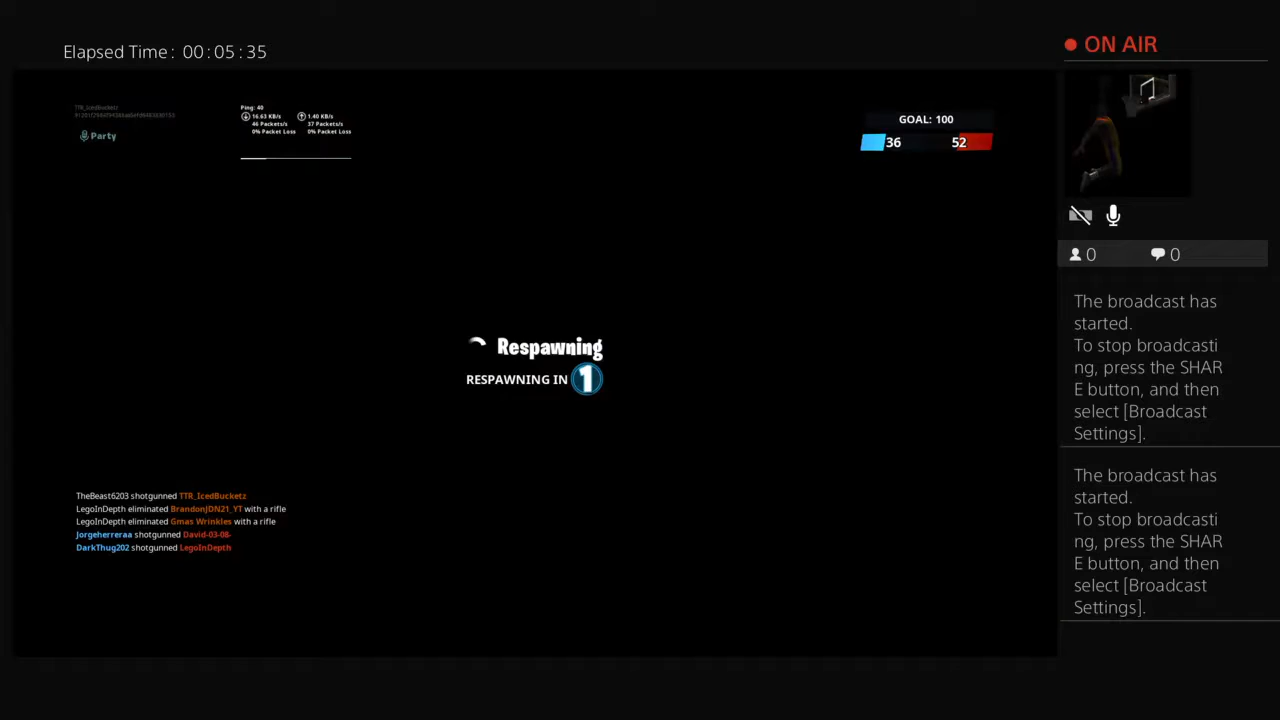 Elapsed Time: 00:05:35
ON AIR
TTR_IcedBucketz
Party
Ping: 40
16.63 KB/s 1.40 KB/s
46 Packets/s 37 Packets/s
0% Packet Loss 0% Packet Loss
GOAL: 100
36 52
0 0
The broadcast has
started.
To stop broadcasti
ng, press the SHAR
E button, and then
select [Broadcast
Settings].
The broadcast has
started.
To stop broadcasti
ng, press the SHAR
E button, and then
select [Broadcast
Settings].
Respawning
RESPAWNING IN 1
TheBeast6203 shotgunned TTR_IcedBucketz
LegoInDepth eliminated BrandonJDN21_YT with a rifle
LegoInDepth eliminated Gmas Wrinkles with a rifle
Jorgeherreraa shotgunned David-03-08-
DarkThug202 shotgunned LegoInDepth